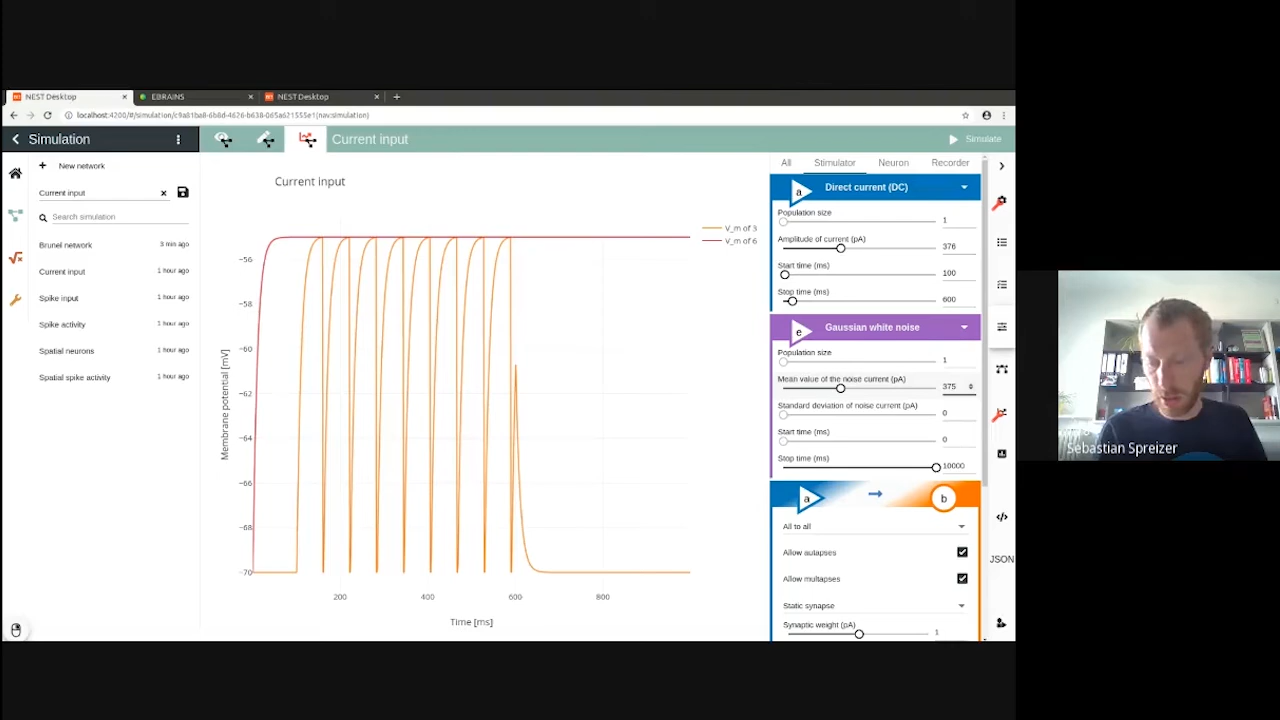 NEST Desktop
EBRAINS
NEST Desktop
Simulation
Current input
Simulate
New network
Current input
Search simulation
Brunel network 3 min ago
Current input 1 hour ago
Spike input 1 hour ago
Spike activity 1 hour ago
Spatial neurons 1 hour ago
Spatial spike activity 1 hour ago
Current input
V_m of 3
V_m of 6
−56
−58
−60
−62
−64
−66
−68
−70
200 400 600 800
Membrane potential [mV]
Time [ms]
All Stimulator Neuron Recorder
a Direct current (DC)
Population size
1
Amplitude of current (pA)
376
Start time (ms)
100
Stop time (ms)
600
e Gaussian white noise
Population size
1
Mean value of the noise current (pA)
375
Standard deviation of noise current (pA)
0
Start time (ms)
0
Stop time (ms)
10000
a b
All to all
Allow autapses
Allow multapses
Static synapse
Synaptic weight (pA)
1
JSON
Sebastian Spreizer